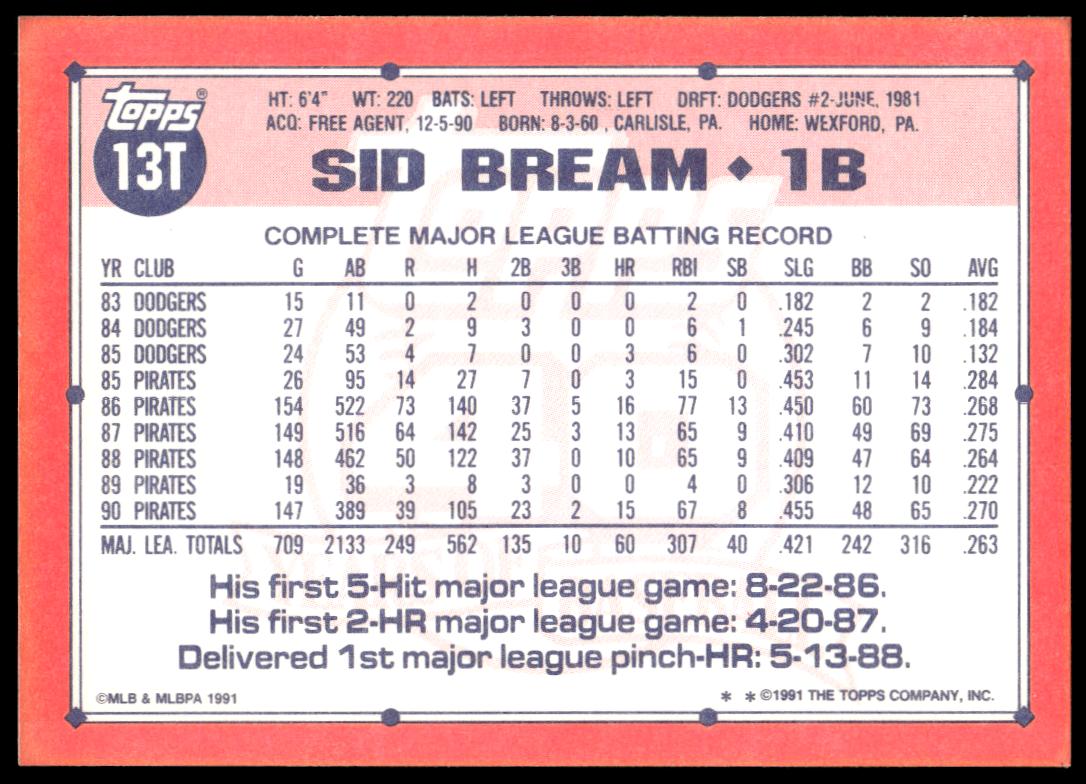 Topps®
13T
HT: 6'4" WT: 220 BATS: LEFT THROWS: LEFT DRFT: DODGERS #2-JUNE, 1981
ACQ: FREE AGENT, 12-5-90 BORN: 8-3-60 , CARLISLE, PA. HOME: WEXFORD, PA.
SID BREAM ♦ 1B
COMPLETE MAJOR LEAGUE BATTING RECORD
YR CLUB G AB R H 2B 3B HR RBI SB SLG BB SO AVG
83 DODGERS 15 11 0 2 0 0 0 2 0 .182 2 2 .182
84 DODGERS 27 49 2 9 3 0 0 6 1 .245 6 9 .184
85 DODGERS 24 53 4 7 0 0 3 6 0 .302 7 10 .132
85 PIRATES 26 95 14 27 7 0 3 15 0 .453 11 14 .284
86 PIRATES 154 522 73 140 37 5 16 77 13 .450 60 73 .268
87 PIRATES 149 516 64 142 25 3 13 65 9 .410 49 69 .275
88 PIRATES 148 462 50 122 37 0 10 65 9 .409 47 64 .264
89 PIRATES 19 36 3 8 3 0 0 4 0 .306 12 10 .222
90 PIRATES 147 389 39 105 23 2 15 67 8 .455 48 65 .270
MAJ. LEA. TOTALS 709 2133 249 562 135 10 60 307 40 .421 242 316 .263
His first 5-Hit major league game: 8-22-86.
His first 2-HR major league game: 4-20-87.
Delivered 1st major league pinch-HR: 5-13-88.
©MLB & MLBPA 1991
* * ©1991 THE TOPPS COMPANY, INC.